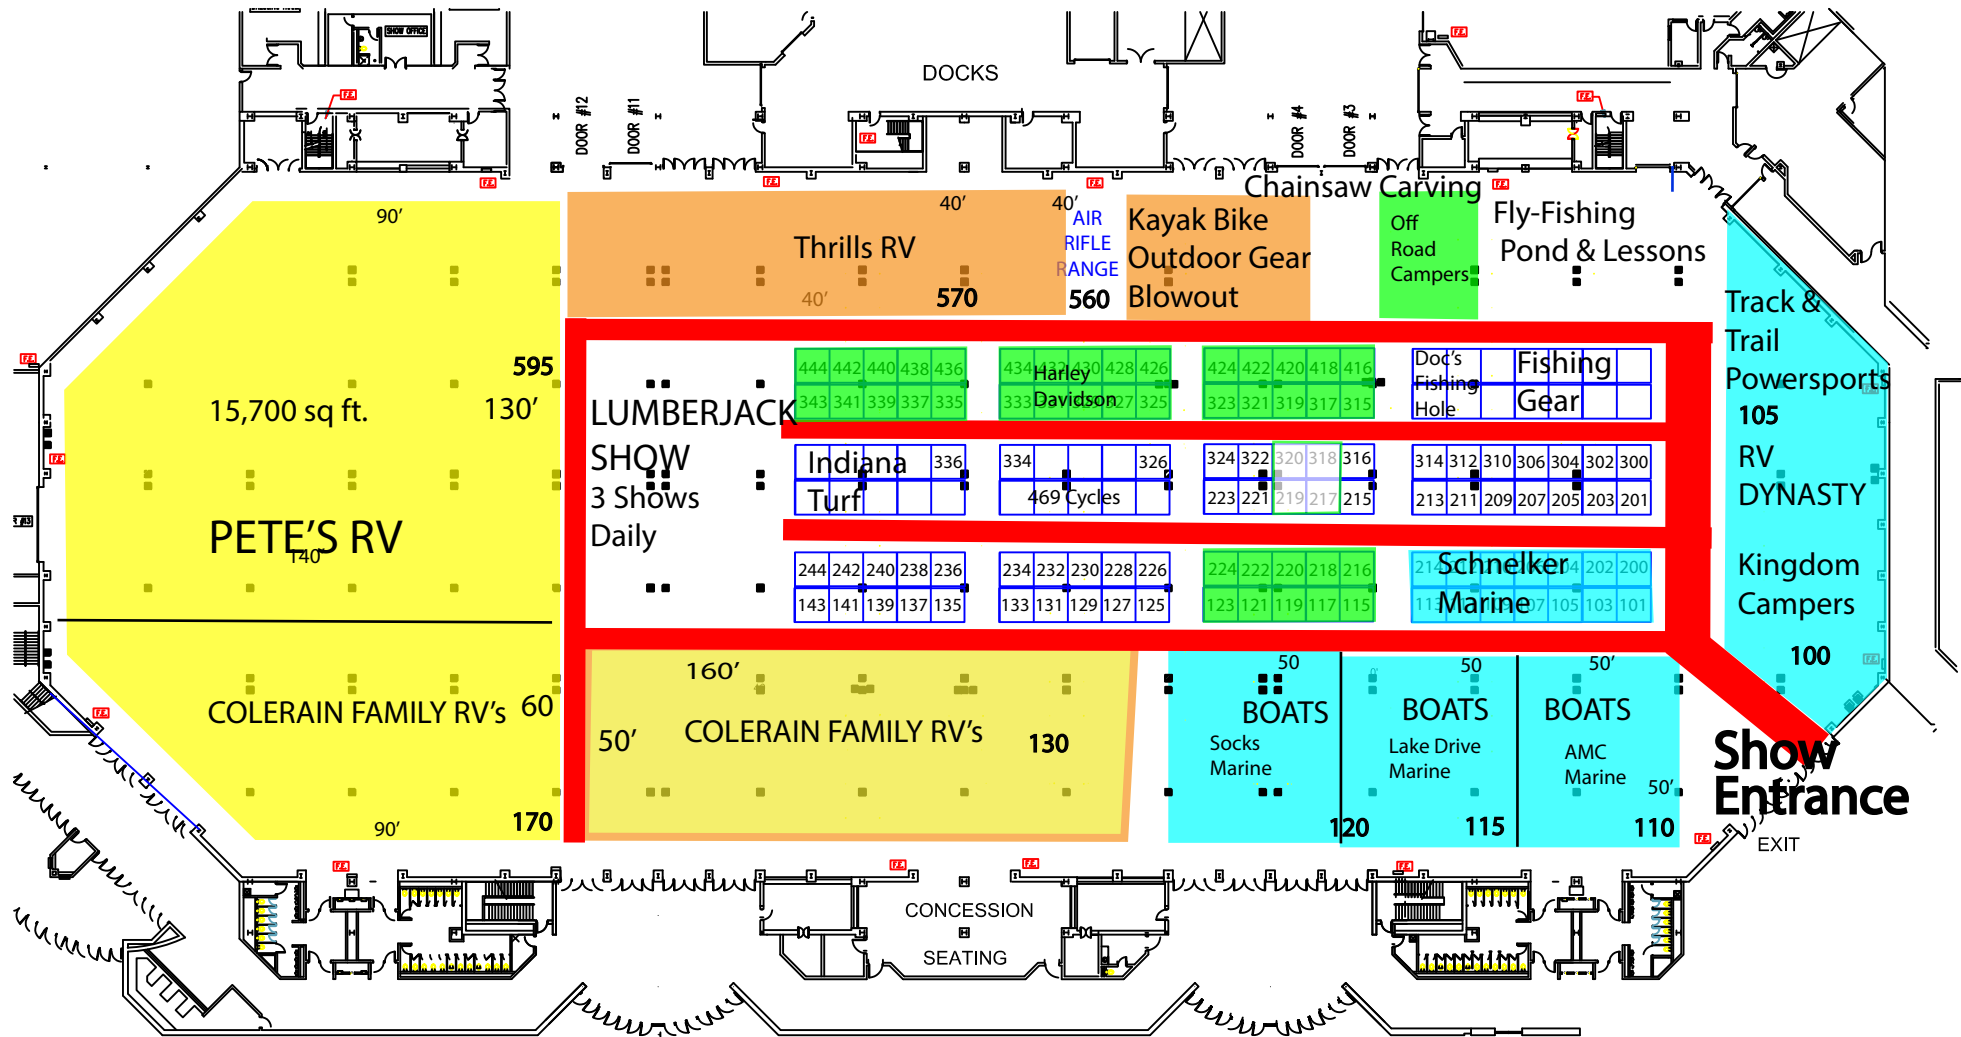 SHOW OFFICE
F.E.
F.E.
F.E.
DOCKS
DOOR #12
DOOR #11
DOOR #4
DOOR #3
F.E.
F.E.
F.E.
F.E.
F.E.
F.E.
Chainsaw Carving
90’
40’
40’
Thrills RV
40’
570
AIR
RIFLE
RANGE
560
Kayak Bike
Outdoor Gear
Blowout
Off
Road
Campers
Fly-Fishing
Pond & Lessons
Track &
Trail
Powersports
105
RV
DYNASTY
Kingdom
Campers
100
F.E.
F.E.
F.E.
F.E.
595
130’
15,700 sq ft.
PETE’S RV
140’
LUMBERJACK
SHOW
3 Shows
Daily
444 442 440 438 436
343 341 339 337 335
434 432 430 428 426
333 331 329 327 325
Harley
Davidson
424 422 420 418 416
323 321 319 317 315
Doc’s
Fishing
Hole
Fishing
Gear
Indiana
Turf
336
334
326
469 Cycles
324 322 320 318 316
223 221 219 217 215
314 312 310 306 304 302 300
213 211 209 207 205 203 201
244 242 240 238 236
143 141 139 137 135
234 232 230 228 226
133 131 129 127 125
224 222 220 218 216
123 121 119 117 115
214 204 202 200
113 107 105 103 101
Schnelker
Marine
COLERAIN FAMILY RV’s
60
90’
170
160’
50’
COLERAIN FAMILY RV’s
130
50
BOATS
Socks
Marine
120
50
BOATS
Lake Drive
Marine
115
50’
BOATS
AMC
Marine
50’
110
Show
Entrance
EXIT
F.E.
F.E.
F.E.
F.E.
F.E.
F.E.
CONCESSION
SEATING